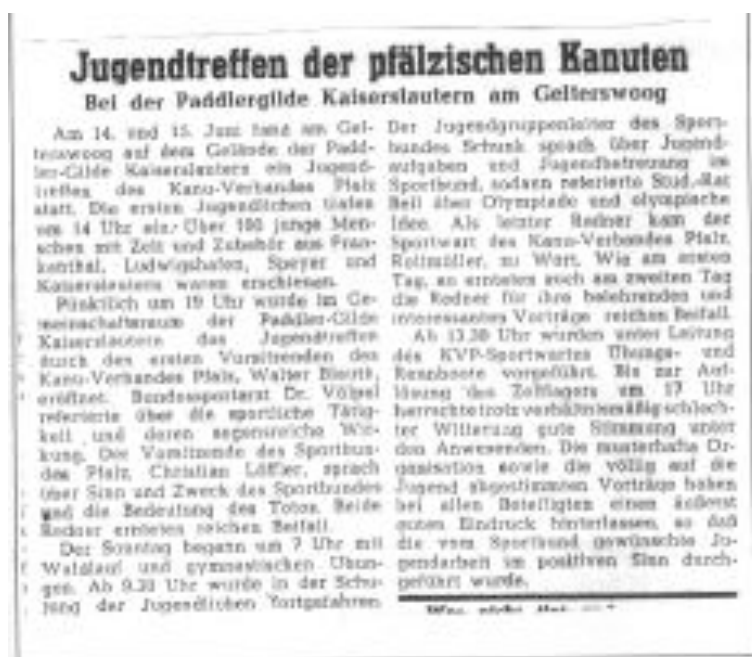 Jugendtreffen der pfälzischen Kanuten
Bei der Paddlergilde Kaiserslautern am Gelterswoog
Am 14. und 15. Juni fand am Gel-
terswoog auf dem Gelände der Padd-
ler-Gilde Kaiserslautern ein Jugend-
treffen des Kanu-Verbandes Pfalz
statt. Die ersten Jugendlichen trafen
um 14 Uhr ein. Über 100 junge Men-
schen mit Zelt und Zubehör aus Fran-
kenthal, Ludwigshafen, Speyer und
Kaiserslautern waren erschienen.
Pünktlich um 19 Uhr wurde im Ge-
meinschaftsraum der Paddler-Gilde
Kaiserslautern das Jugendtreffen
durch den ersten Vorsitzenden des
Kanu-Verbandes Pfalz, Walter
eröffnet. Bundessportarzt Dr. Völpel
referierte über die sportliche Tätig-
keit und deren segensreiche Wir-
kung. Der Vorsitzende des Sportbun-
des Pfalz, Christian Löffler, sprach
über Sinn und Zweck des Sportbundes
und die Bedeutung des Totos. Beide
Redner ernteten reichen Beifall.
Der Sonntag begann um 7 Uhr mit
Waldlauf und gymnastischen Übun-
gen. Ab 9.30 Uhr wurde in der Schu-
lung der Jugendlichen fortgefahren.
Der Jugendgruppenleiter des Sport-
bundes Schunk sprach über Jugend-
aufgaben und Jugendbetreuung im
Sportbund, sodann referierte Stud.-Rat
Beil über Olympiade und olympische
Idee. Als letzter Redner kam der
Sportwart des Kanu-Verbandes Pfalz,
Rollmöller, zu Wort. Wie am ersten
Tag, so ernteten auch am zweiten Tag
die Redner für ihre belehrenden und
interessanten Vorträge reichen Beifall.
Ab 13.30 Uhr wurden unter Leitung
des KVP-Sportwartes Übungs- und
Rennboote vorgeführt. Bis zur Auf-
lösung des Zeltlagers um 17 Uhr
herrschte trotz verhältnismäßig schlech-
ter Witterung gute Stimmung unter
den Anwesenden. Die musterhafte Or-
ganisation sowie die völlig auf die
Jugend abgestimmten Vorträge haben
bei allen Beteiligten einen äußerst
guten Eindruck hinterlassen, so daß
die vom Sportbund gewünschte Ju-
gendarbeit im positiven Sinn durch-
geführt wurde.